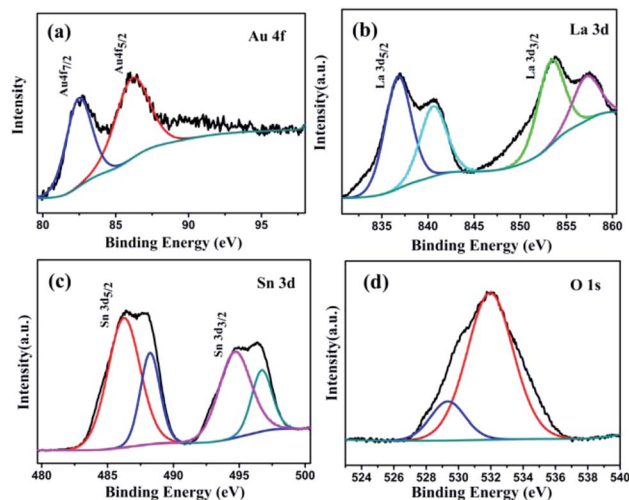 (a)
Au 4f
Au4f7/2
Au4f5/2
Intensity
80 85 90 95
Binding Energy (eV)
(b)
La 3d
La 3d5/2
La 3d3/2
Intensity(a.u.)
835 840 845 850 855 860
Binding Energy (eV)
(c)
Sn 3d
Sn 3d5/2
Sn 3d3/2
Intensity(a.u.)
480 485 490 495 500
Binding Energy (eV)
(d)
O 1s
Intensity(a.u.)
524 526 528 530 532 534 536 538 540
Binding Energy (eV)